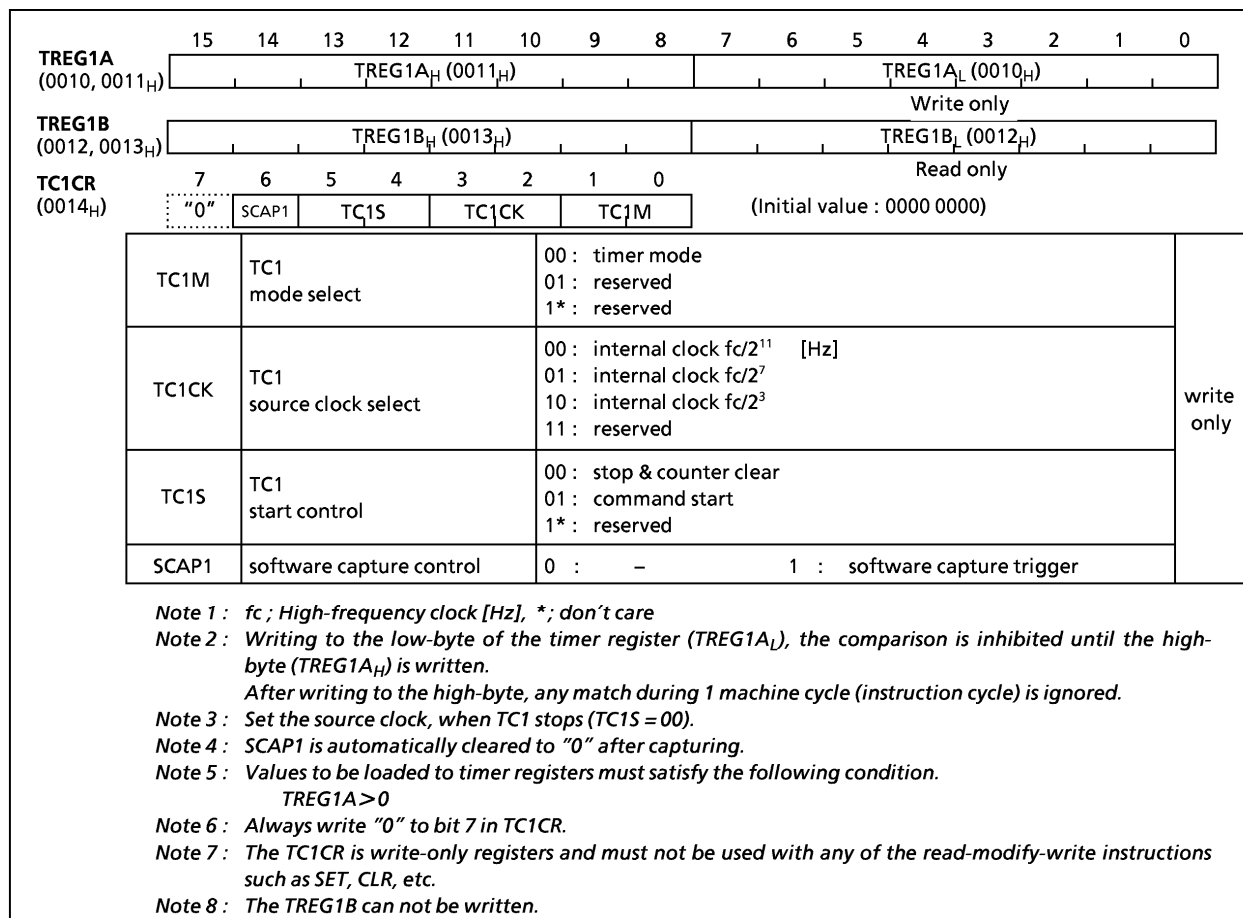 15 14 13 12 11 10 9 8 7 6 5 4 3 2 1 0
TREG1A
(0010, 0011H) TREG1AH (0011H) TREG1AL (0010H)
Write only
TREG1B
(0012, 0013H) TREG1BH (0013H) TREG1BL (0012H)
Read only
TC1CR 7 6 5 4 3 2 1 0
(0014H) "0" SCAP1 TC1S TC1CK TC1M (Initial value : 0000 0000)
TC1M TC1
mode select
00 : timer mode
01 : reserved
1* : reserved
TC1CK TC1
source clock select
00 : internal clock fc/2¹¹ [Hz]
01 : internal clock fc/2⁷
10 : internal clock fc/2³
11 : reserved
write
only
TC1S TC1
start control
00 : stop & counter clear
01 : command start
1* : reserved
SCAP1 software capture control 0 : – 1 : software capture trigger
Note 1 : fc ; High-frequency clock [Hz], * ; don´t care
Note 2 : Writing to the low-byte of the timer register (TREG1AL), the comparison is inhibited until the high-
byte (TREG1AH) is written.
After writing to the high-byte, any match during 1 machine cycle (instruction cycle) is ignored.
Note 3 : Set the source clock, when TC1 stops (TC1S = 00).
Note 4 : SCAP1 is automatically cleared to "0" after capturing.
Note 5 : Values to be loaded to timer registers must satisfy the following condition.
TREG1A > 0
Note 6 : Always write "0" to bit 7 in TC1CR.
Note 7 : The TC1CR is write-only registers and must not be used with any of the read-modify-write instructions
such as SET, CLR, etc.
Note 8 : The TREG1B can not be written.